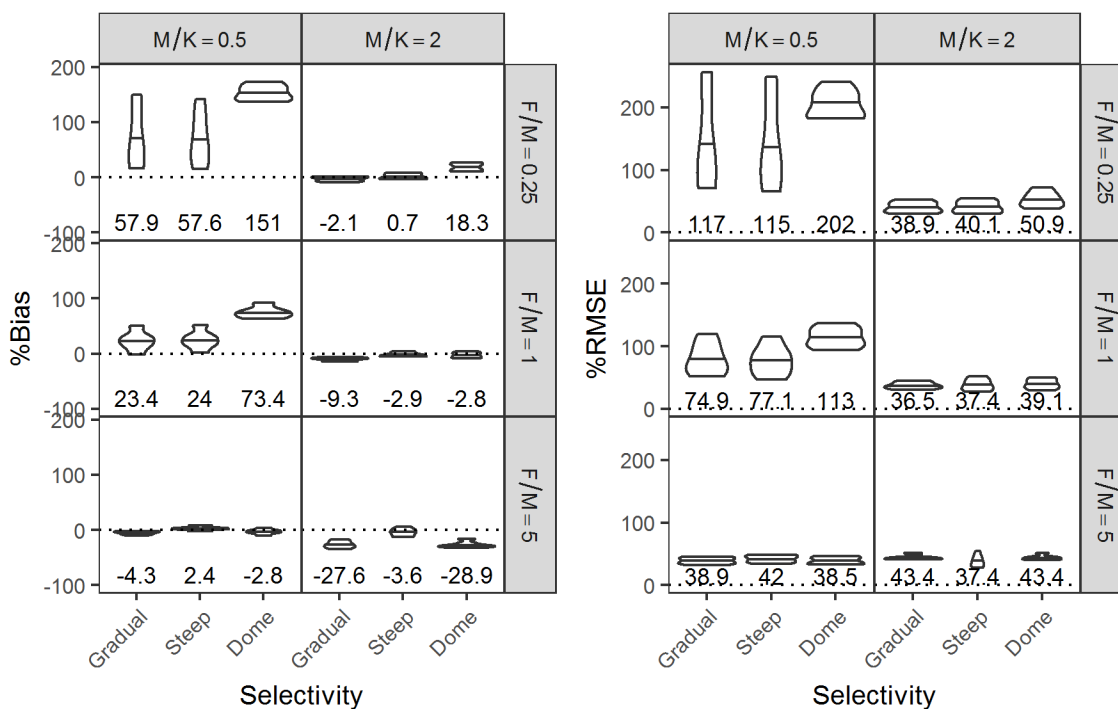 M/K = 0.5 M/K = 2
%Bias
200
100
0
-100
57.9 57.6 151 -2.1 0.7 18.3
F/M = 0.25
200
100
0
-100
23.4 24 73.4 -9.3 -2.9 -2.8
F/M = 1
200
100
0
-100
-4.3 2.4 -2.8 -27.6 -3.6 -28.9
F/M = 5
Gradual Steep Dome Gradual Steep Dome
Selectivity
M/K = 0.5 M/K = 2
%RMSE
200
100
0
117 115 202 38.9 40.1 50.9
F/M = 0.25
200
100
0
74.9 77.1 113 36.5 37.4 39.1
F/M = 1
200
100
0
38.9 42 38.5 43.4 37.4 43.4
F/M = 5
Gradual Steep Dome Gradual Steep Dome
Selectivity